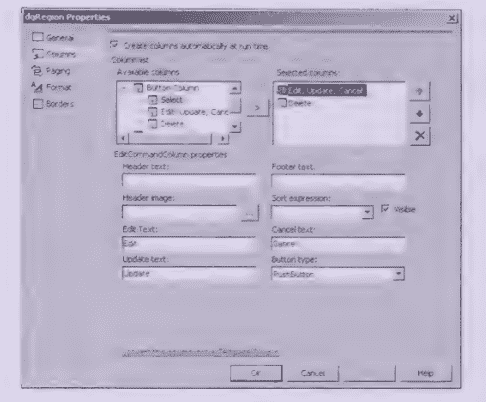 dgRegion Properties
General
Columns
Paging
Format
Borders
Create columns automatically at run time
Column list
Available columns:
Selected columns:
Button Column
Select
Edit, Update, Canc
Delete
Edit, Update, Cancel
Delete
EditCommandColumn properties
Header text:
Footer text:
Header image:
Sort expression:
Visible
Edit Text:
Cancel text:
Edit
Cancel
Update text:
Button type:
Update
PushButton
OK
Cancel
Help